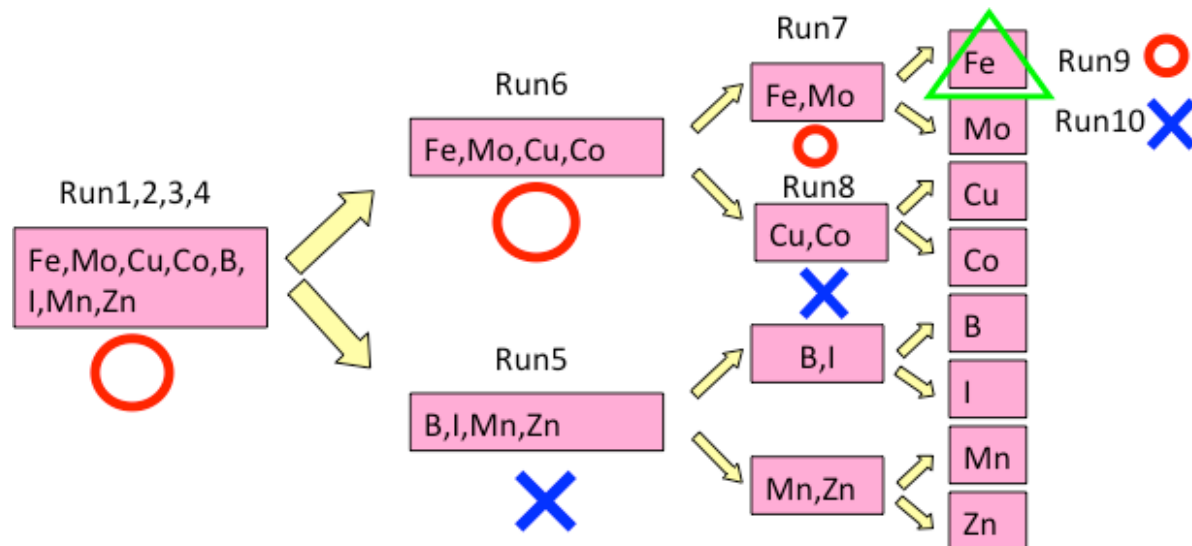 Run1,2,3,4
Fe,Mo,Cu,Co,B,
I,Mn,Zn
Run6
Fe,Mo,Cu,Co
Run5
B,I,Mn,Zn
Run7
Fe,Mo
Run8
Cu,Co
B,I
Mn,Zn
Fe
Run9
Mo
Run10
Cu
Co
B
I
Mn
Zn